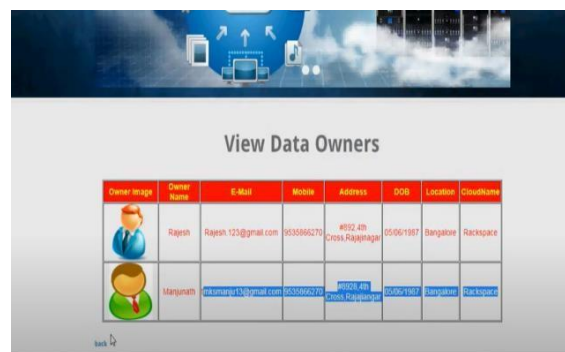 View Data Owners
Owner Image Owner Name E-Mail Mobile Address DOB Location CloudName
Rajesh Rajesh.123@gmail.com 9535866270 #892,4th Cross,Rajajinagar 05/06/1987 Bangalore Rackspace
Manjunath mksmanju13@gmail.com 9535866270 #8928,4th Cross,Rajajinagar 05/06/1987 Bangalore Rackspace
back